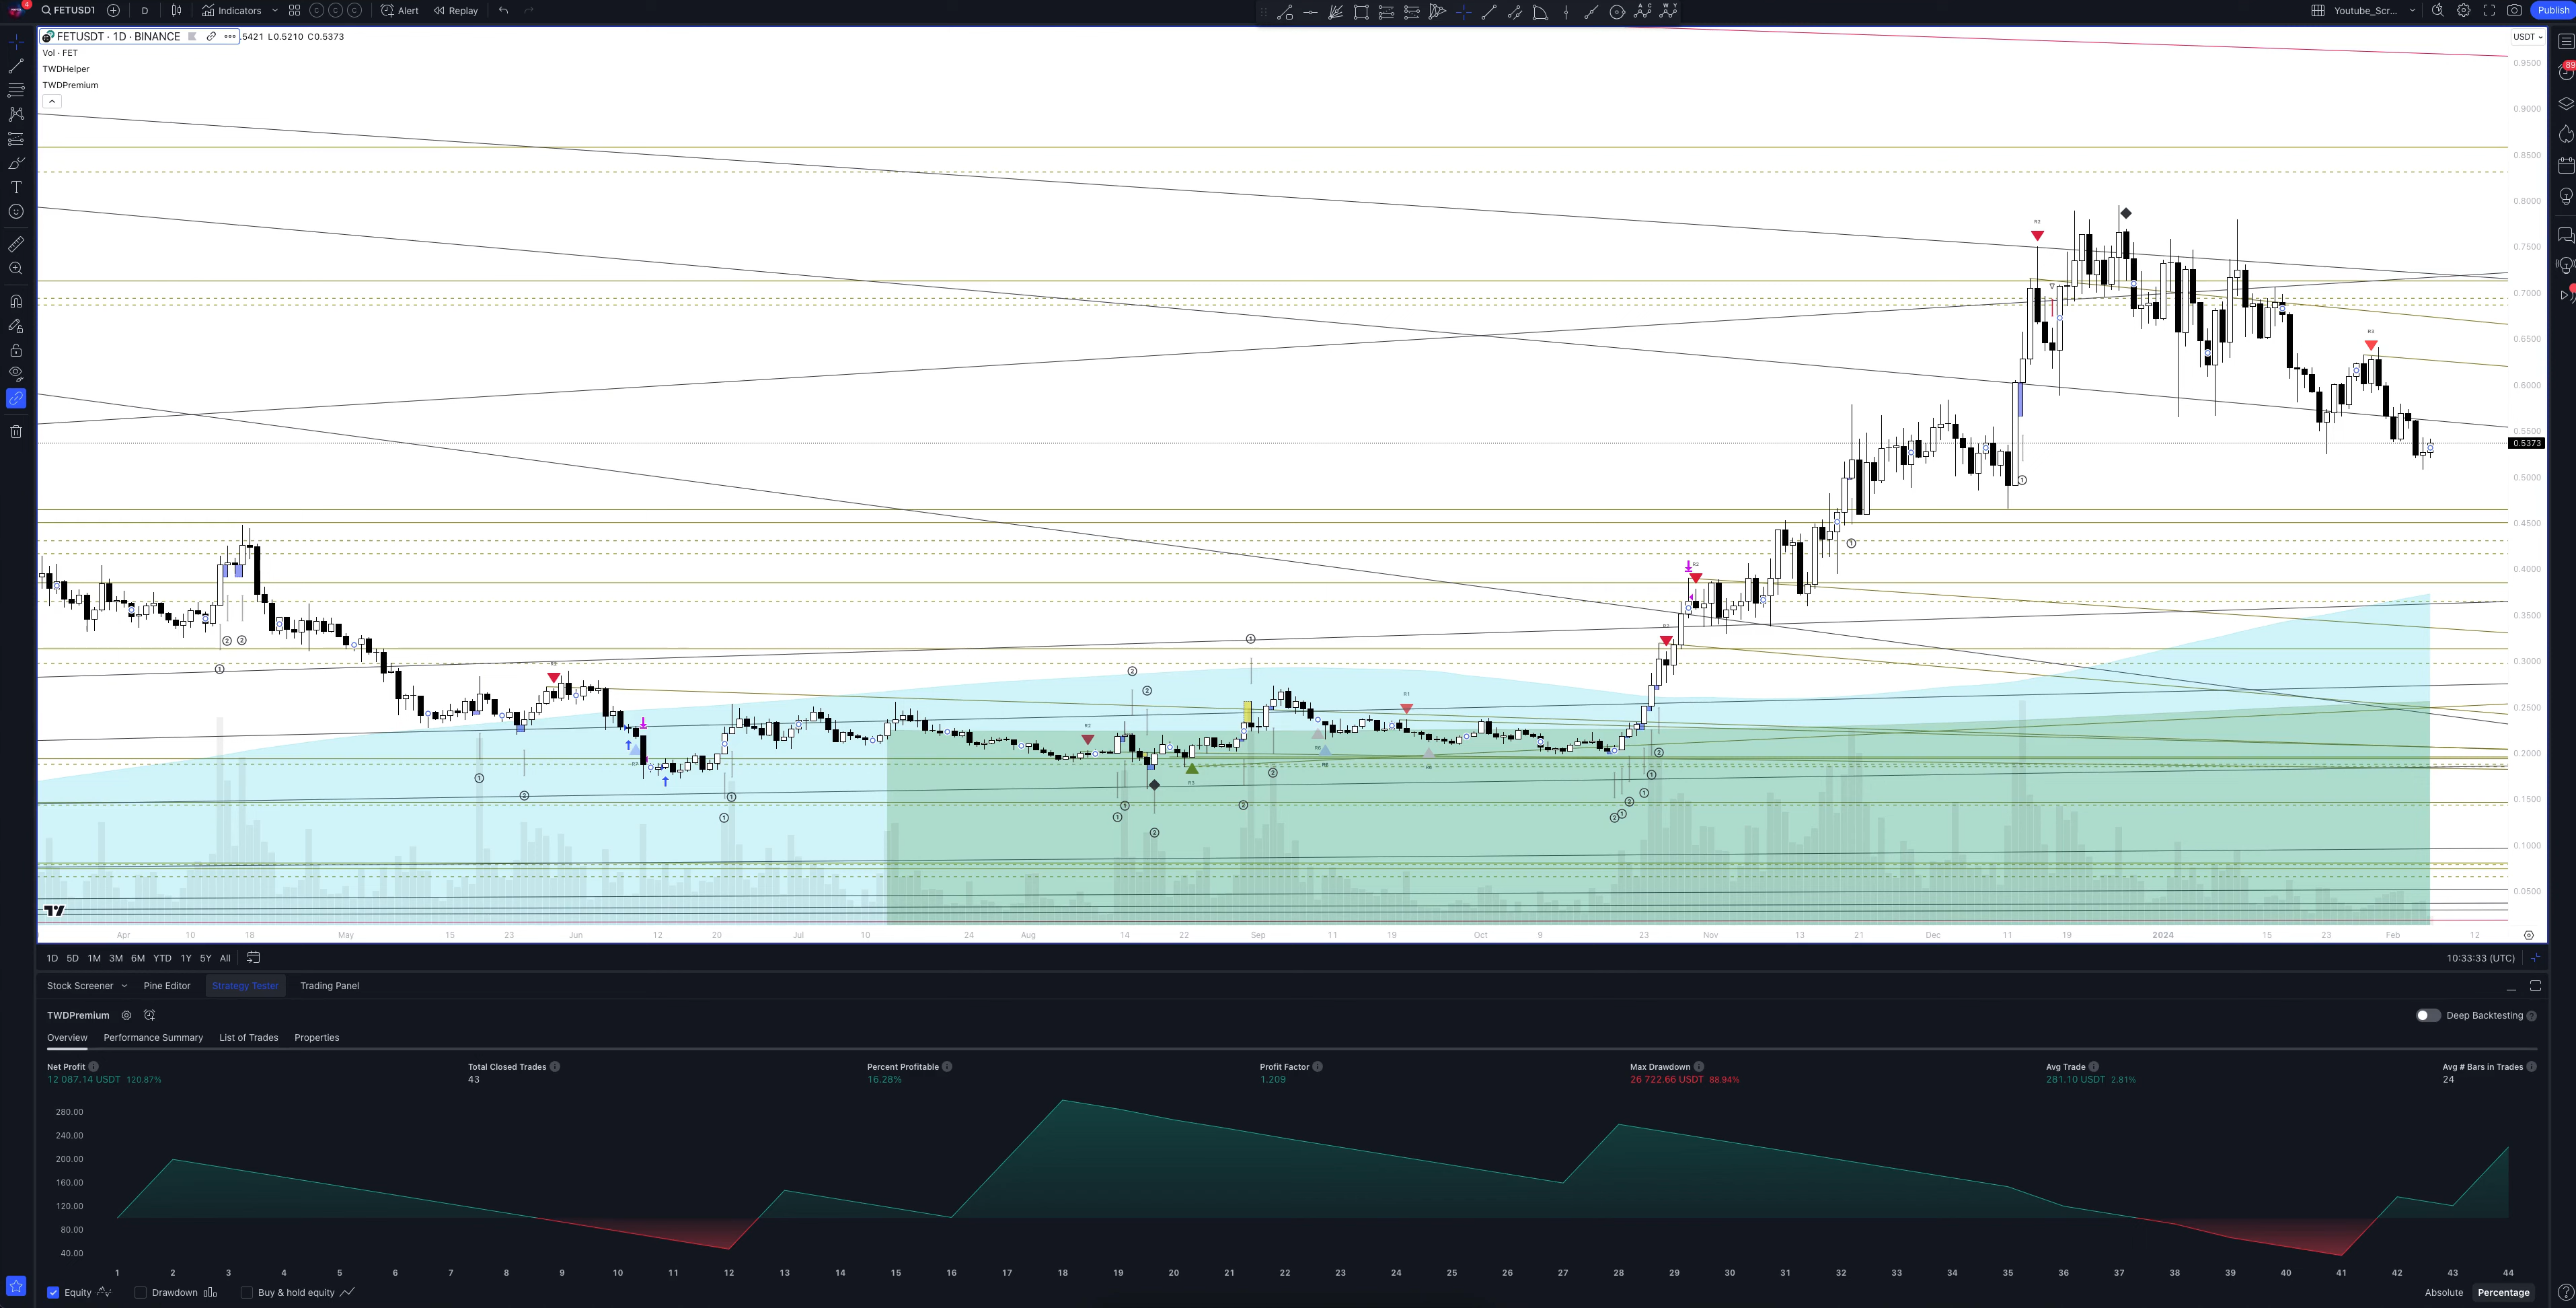 4
FETUSDT
D
Indicators
Alert
Replay
Youtube_Scr...
Publish
FETUSDT · 1D · BINANCE
.5421 L0.5210 C0.5373
USDT
Vol · FET
TWDHelper
TWDPremium
89
0.9500
0.9000
0.8500
0.8000
0.7500
0.7000
0.6500
0.6000
0.5500
0.5373
0.5000
0.4500
0.4000
0.3500
0.3000
0.2500
0.2000
0.1500
0.1000
0.0500
Apr 10 18 May 15 23 Jun 12 20 Jul 10 24 Aug 14 22 Sep 11 19 Oct 9 23 Nov 13 21 Dec 11 19 2024 15 23 Feb 12
1D 5D 1M 3M 6M YTD 1Y 5Y All
10:33:33 (UTC)
Stock Screener
Pine Editor
Strategy Tester
Trading Panel
TWDPremium
Deep Backtesting
Overview
Performance Summary
List of Trades
Properties
Net Profit
12 087.14 USDT 120.87%
Total Closed Trades
43
Percent Profitable
16.28%
Profit Factor
1.209
Max Drawdown
26 722.66 USDT 88.94%
Avg Trade
281.10 USDT 2.81%
Avg # Bars in Trades
24
280.00
240.00
200.00
160.00
120.00
80.00
40.00
1 2 3 4 5 6 7 8 9 10 11 12 13 14 15 16 17 18 19 20 21 22 23 24 25 26 27 28 29 30 31 32 33 34 35 36 37 38 39 40 41 42 43 44
Equity
Drawdown
Buy & hold equity
Absolute
Percentage